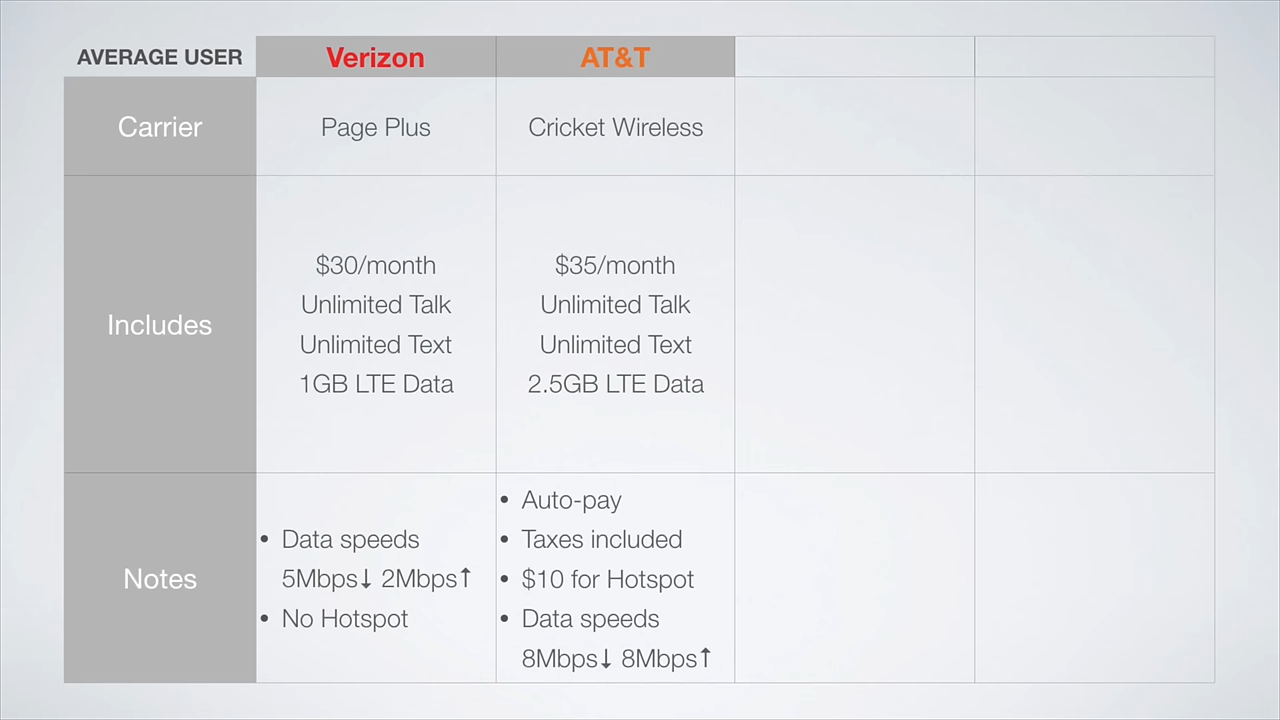 AVERAGE USER
Verizon
AT&T
Carrier
Page Plus
Cricket Wireless
Includes
$30/month
Unlimited Talk
Unlimited Text
1GB LTE Data
$35/month
Unlimited Talk
Unlimited Text
2.5GB LTE Data
Notes
• Data speeds
5Mbps↓ 2Mbps↑
• No Hotspot
• Auto-pay
• Taxes included
• $10 for Hotspot
• Data speeds
8Mbps↓ 8Mbps↑